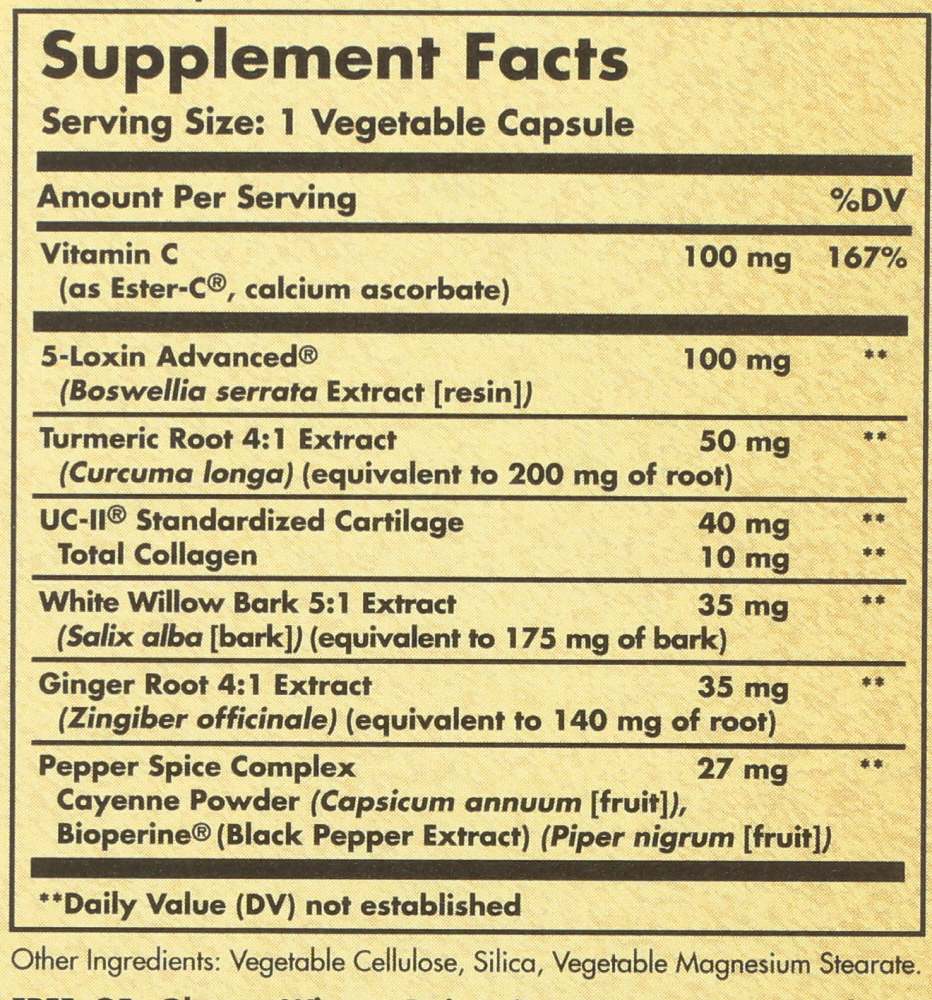 Supplement Facts
Serving Size: 1 Vegetable Capsule
Amount Per Serving %DV
Vitamin C 100 mg 167%
(as Ester-C®, calcium ascorbate)
5-Loxin Advanced® 100 mg **
(Boswellia serrata Extract [resin])
Turmeric Root 4:1 Extract 50 mg **
(Curcuma longa) (equivalent to 200 mg of root)
UC-II® Standardized Cartilage 40 mg **
Total Collagen 10 mg **
White Willow Bark 5:1 Extract 35 mg **
(Salix alba [bark]) (equivalent to 175 mg of bark)
Ginger Root 4:1 Extract 35 mg **
(Zingiber officinale) (equivalent to 140 mg of root)
Pepper Spice Complex 27 mg **
Cayenne Powder (Capsicum annuum [fruit]),
Bioperine® (Black Pepper Extract) (Piper nigrum [fruit])
**Daily Value (DV) not established
Other Ingredients: Vegetable Cellulose, Silica, Vegetable Magnesium Stearate.